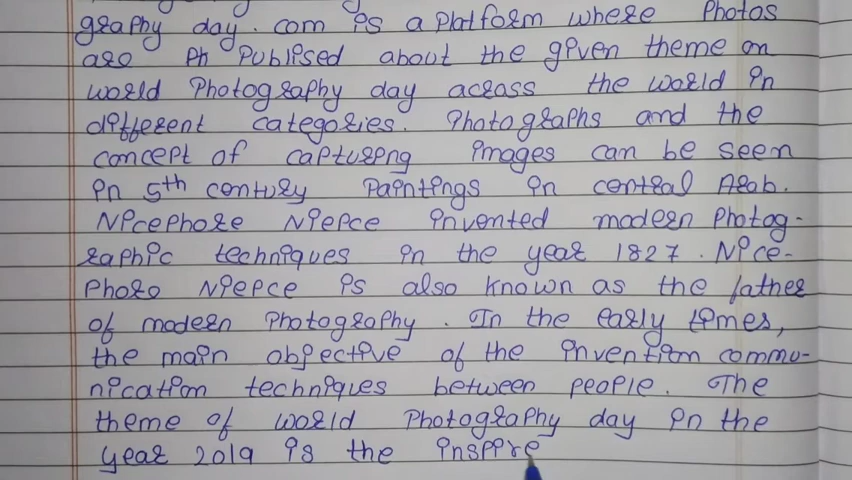 graphy day. com is a platform where Photos
are Ph Publised about the given theme on
world Photography day across the world in
different categories. Photographs and the
concept of captureng images can be seen
in 5th century Paintings in central Arab.
Nicephore Niepce invented modern Photog-
raphic techniques in the year 1827. Nice-
Phoro Niepce is also known as the father
of modern Photography. In the early times,
the main objective of the invention commu-
nication techniques between people. The
theme of world Photography day in the
year 2019 is the inspire